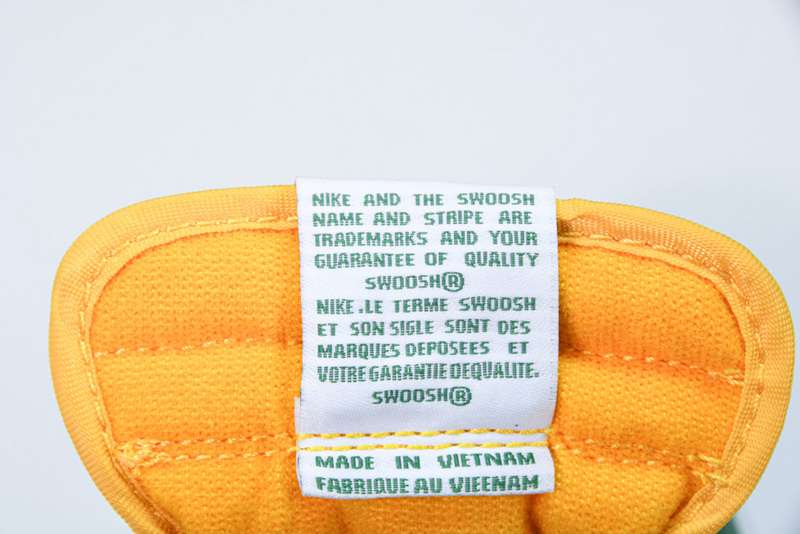 NIKE AND THE SWOOSH
NAME AND STRIPE ARE
TRADEMARKS AND YOUR
GUARANTEE OF QUALITY
SWOOSH®
NIKE.LE TERME SWOOSH
ET SON SIGLE SONT DES
MARQUES DEPOSEES ET
VOTRE GARANTIE DEQUALITE.
SWOOSH®
MADE IN VIETNAM
FABRIQUE AU VIEENAM